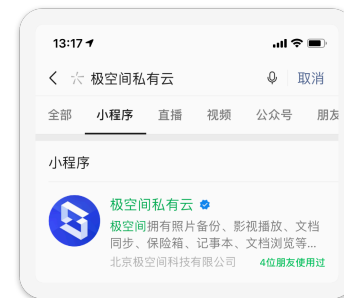 13:17
极空间私有云 取消
全部 小程序 直播 视频 公众号 朋友
小程序
极空间私有云
极空间拥有照片备份、影视播放、文档
同步、保险箱、记事本、文档浏览等...
北京极空间科技有限公司 4位朋友使用过